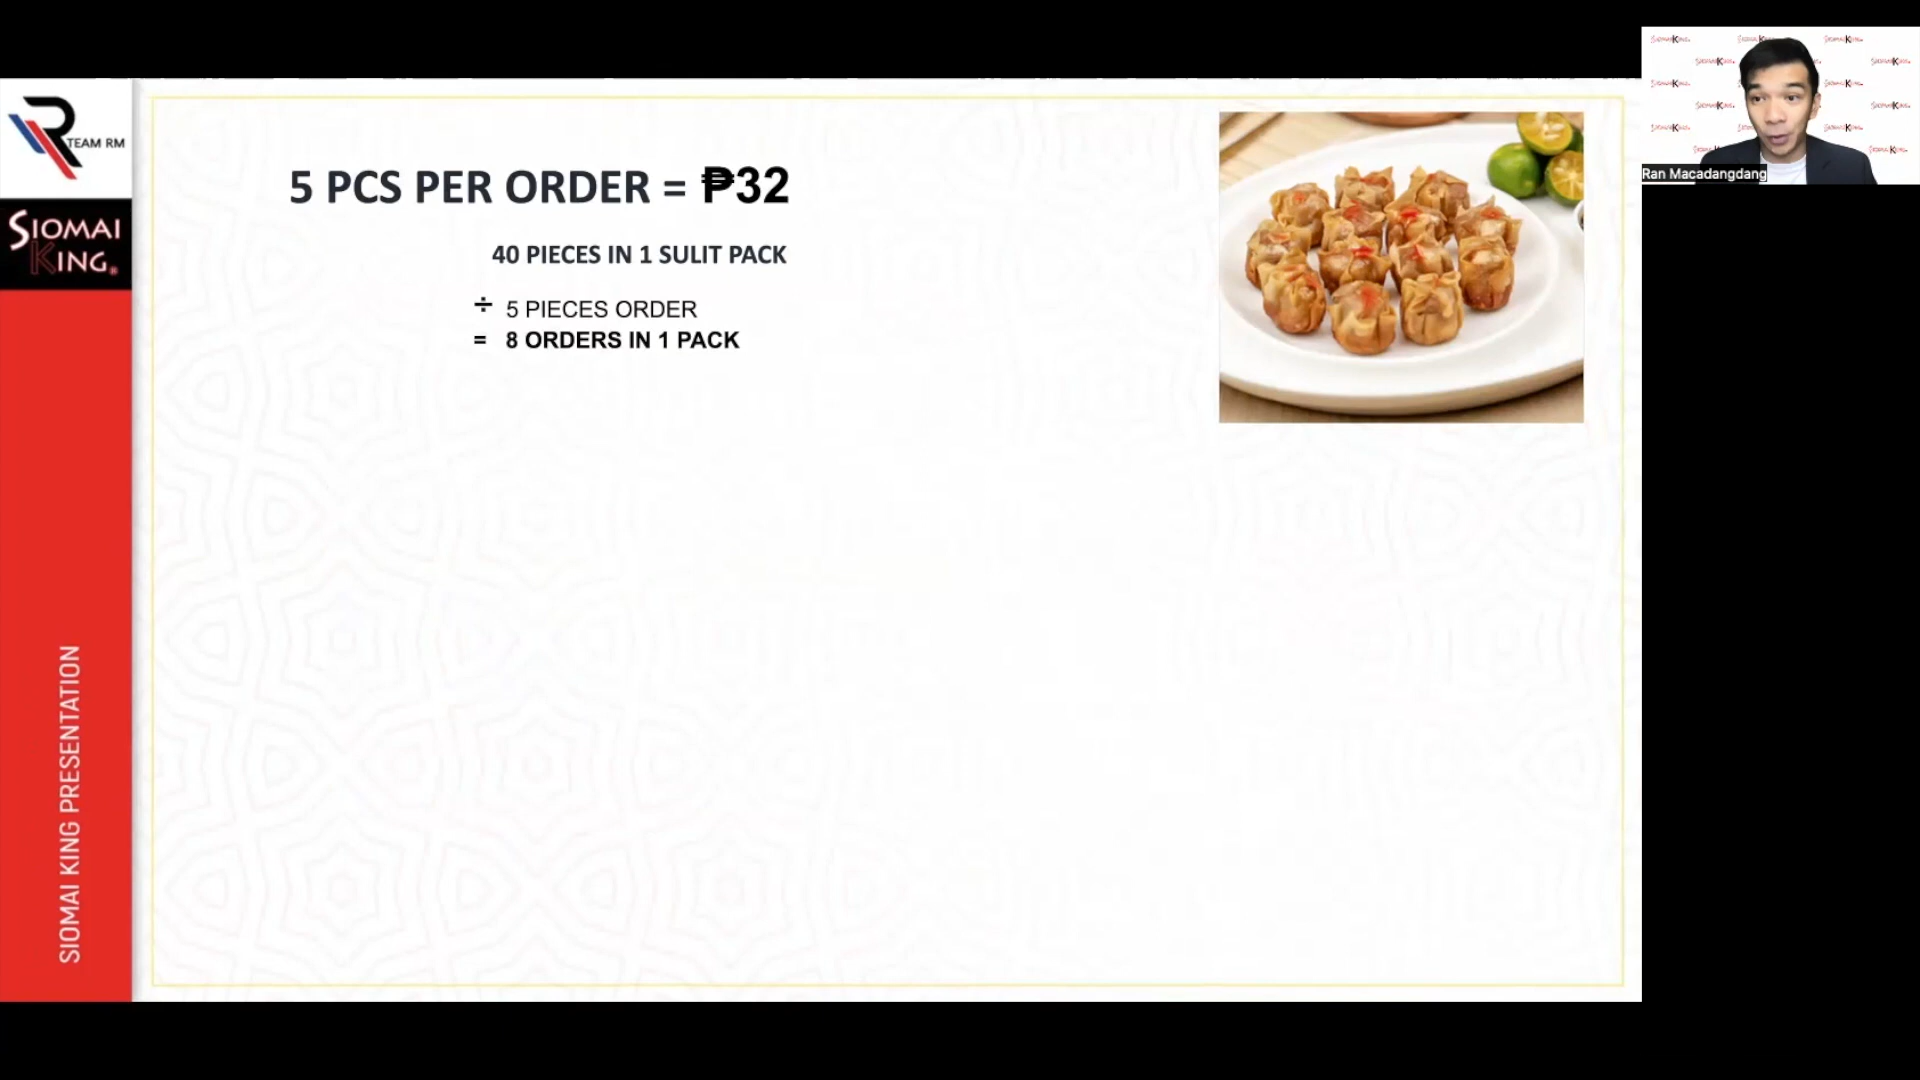 TEAM RM
SIOMAI
KING®
SIOMAI KING PRESENTATION
5 PCS PER ORDER = ₱32
40 PIECES IN 1 SULIT PACK
÷ 5 PIECES ORDER
= 8 ORDERS IN 1 PACK
Ran Macadangdang